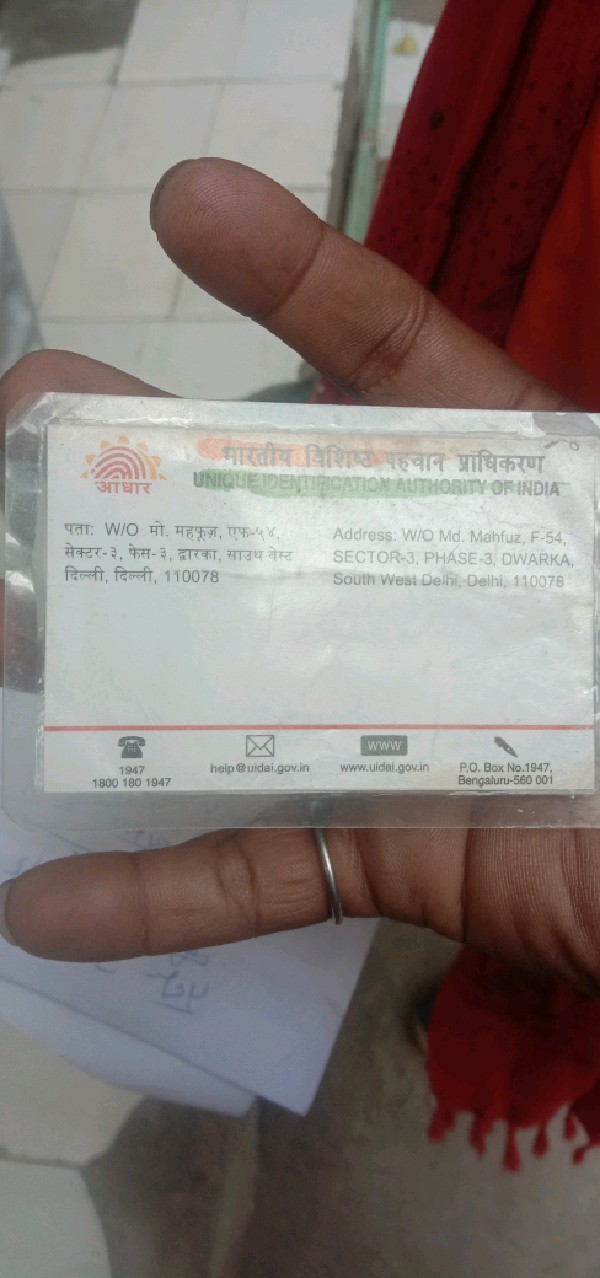 भारतीय विशिष्ट पहचान प्राधिकरण
UNIQUE IDENTIFICATION AUTHORITY OF INDIA
आधार
पता: W/O मो. महफूज़, एफ-५४,
सेक्टर-३, फेस-३, द्वारका, साउथ वेस्ट
दिल्ली, दिल्ली, 110078
Address: W/O Md. Mahfuz, F-54,
SECTOR-3, PHASE-3, DWARKA,
South West Delhi, Delhi, 110078
1947
1800 180 1947
help@uidai.gov.in
WWW
www.uidai.gov.in
P.O. Box No.1947,
Bengaluru-560 001